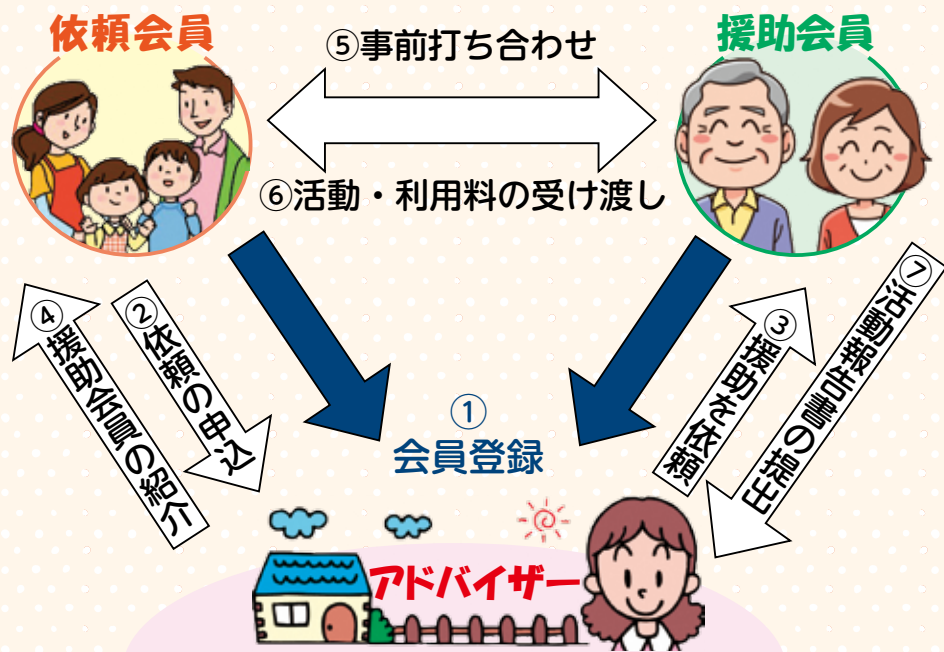 依頼会員
援助会員
⑤事前打ち合わせ
⑥活動・利用料の受け渡し
④援助会員の紹介
②依頼の申込
①
会員登録
③援助を依頼
⑦活動報告書の提出
アドバイザー